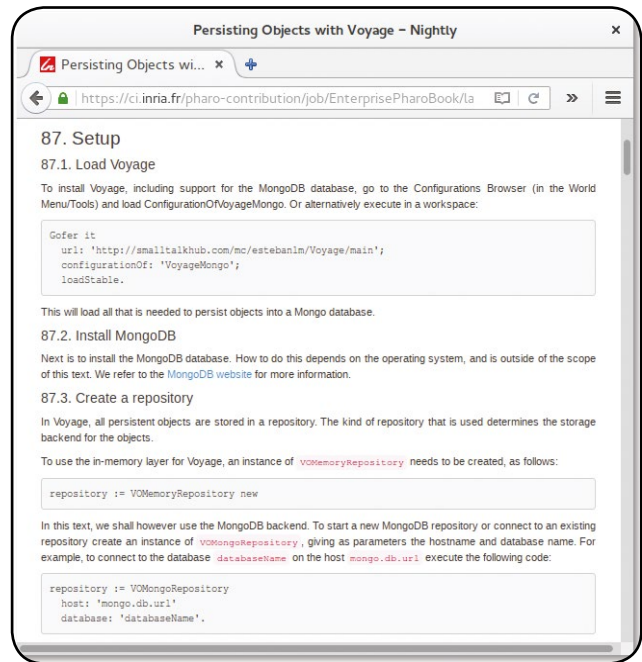 Persisting Objects with Voyage – Nightly
Persisting Objects wi...
https://ci.inria.fr/pharo-contribution/job/EnterprisePharoBook/la
87. Setup
87.1. Load Voyage
To install Voyage, including support for the MongoDB database, go to the Configurations Browser (in the World
Menu/Tools) and load ConfigurationOfVoyageMongo. Or alternatively execute in a workspace:
Gofer it
url: 'http://smalltalkhub.com/mc/estebanlm/Voyage/main';
configurationOf: 'VoyageMongo';
loadStable.
This will load all that is needed to persist objects into a Mongo database.
87.2. Install MongoDB
Next is to install the MongoDB database. How to do this depends on the operating system, and is outside of the scope
of this text. We refer to the MongoDB website for more information.
87.3. Create a repository
In Voyage, all persistent objects are stored in a repository. The kind of repository that is used determines the storage
backend for the objects.
To use the in-memory layer for Voyage, an instance of VOMemoryRepository needs to be created, as follows:
repository := VOMemoryRepository new
In this text, we shall however use the MongoDB backend. To start a new MongoDB repository or connect to an existing
repository create an instance of VOMongoRepository, giving as parameters the hostname and database name. For
example, to connect to the database databaseName on the host mongo.db.url execute the following code:
repository := VOMongoRepository
host: 'mongo.db.url'
database: 'databaseName'.